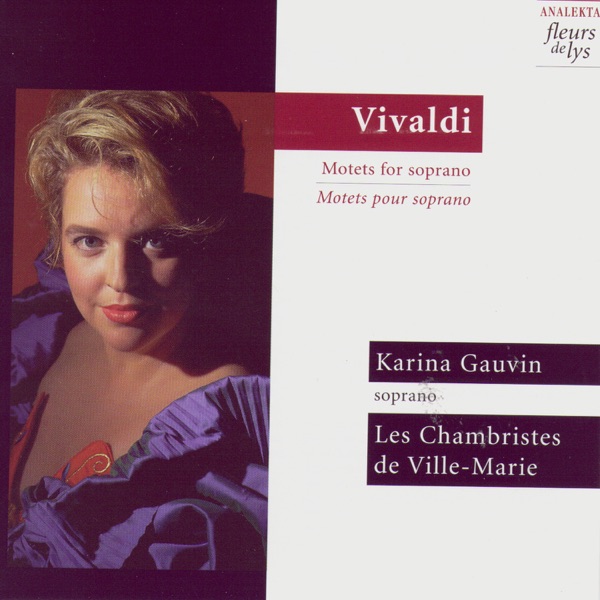 ANALEKTA
fleurs
de lys
Vivaldi
Motets for soprano
Motets pour soprano
Karina Gauvin
soprano
Les Chambristes
de Ville-Marie